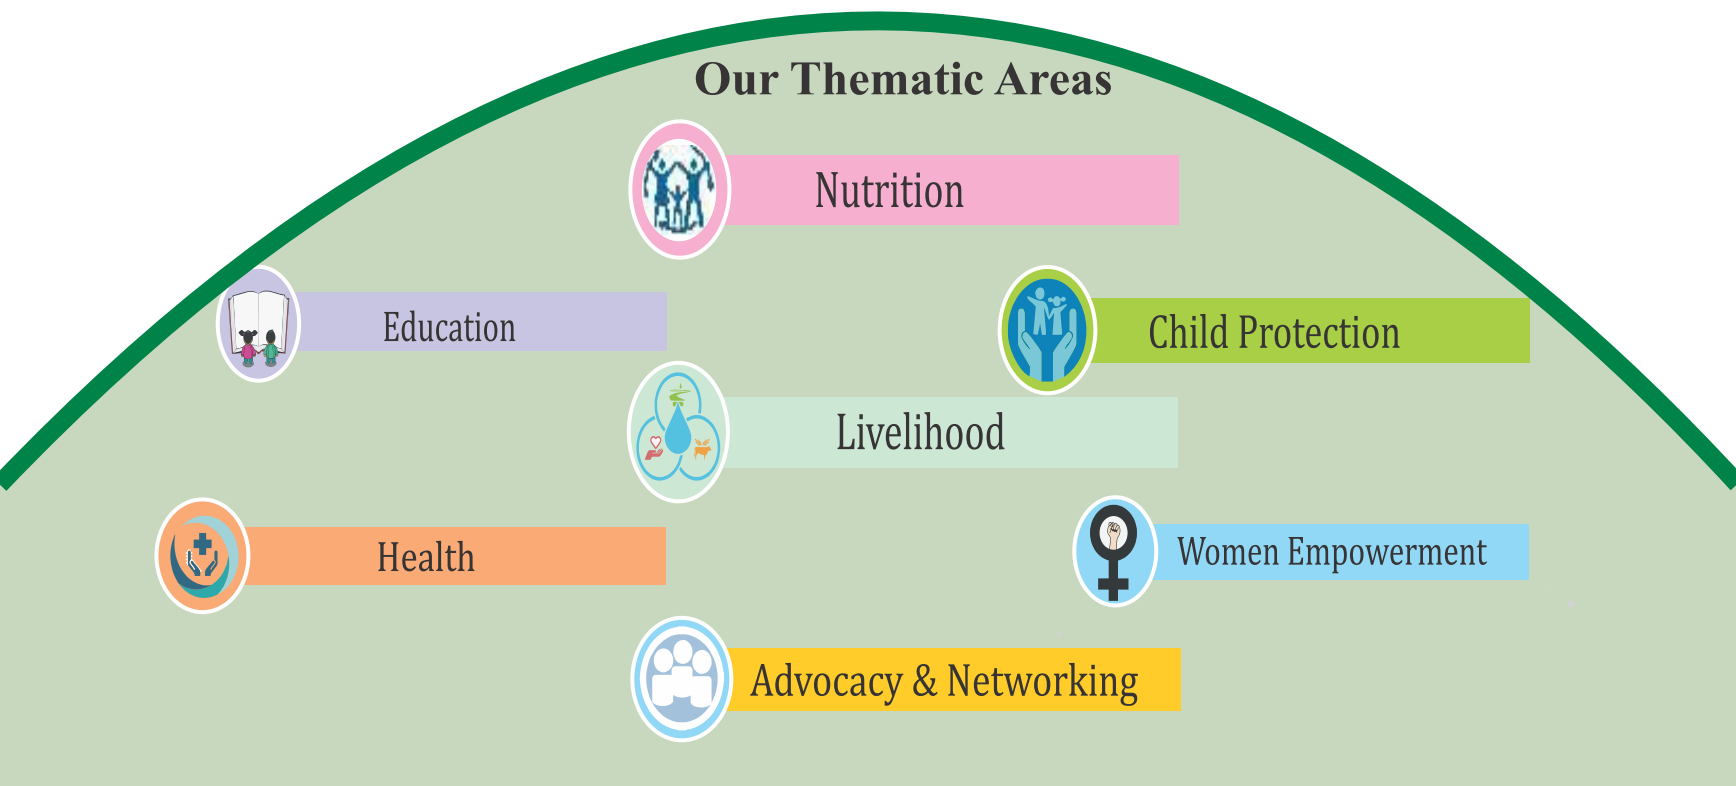 Our Thematic Areas
Nutrition
Education
Child Protection
Livelihood
Health
Women Empowerment
Advocacy & Networking